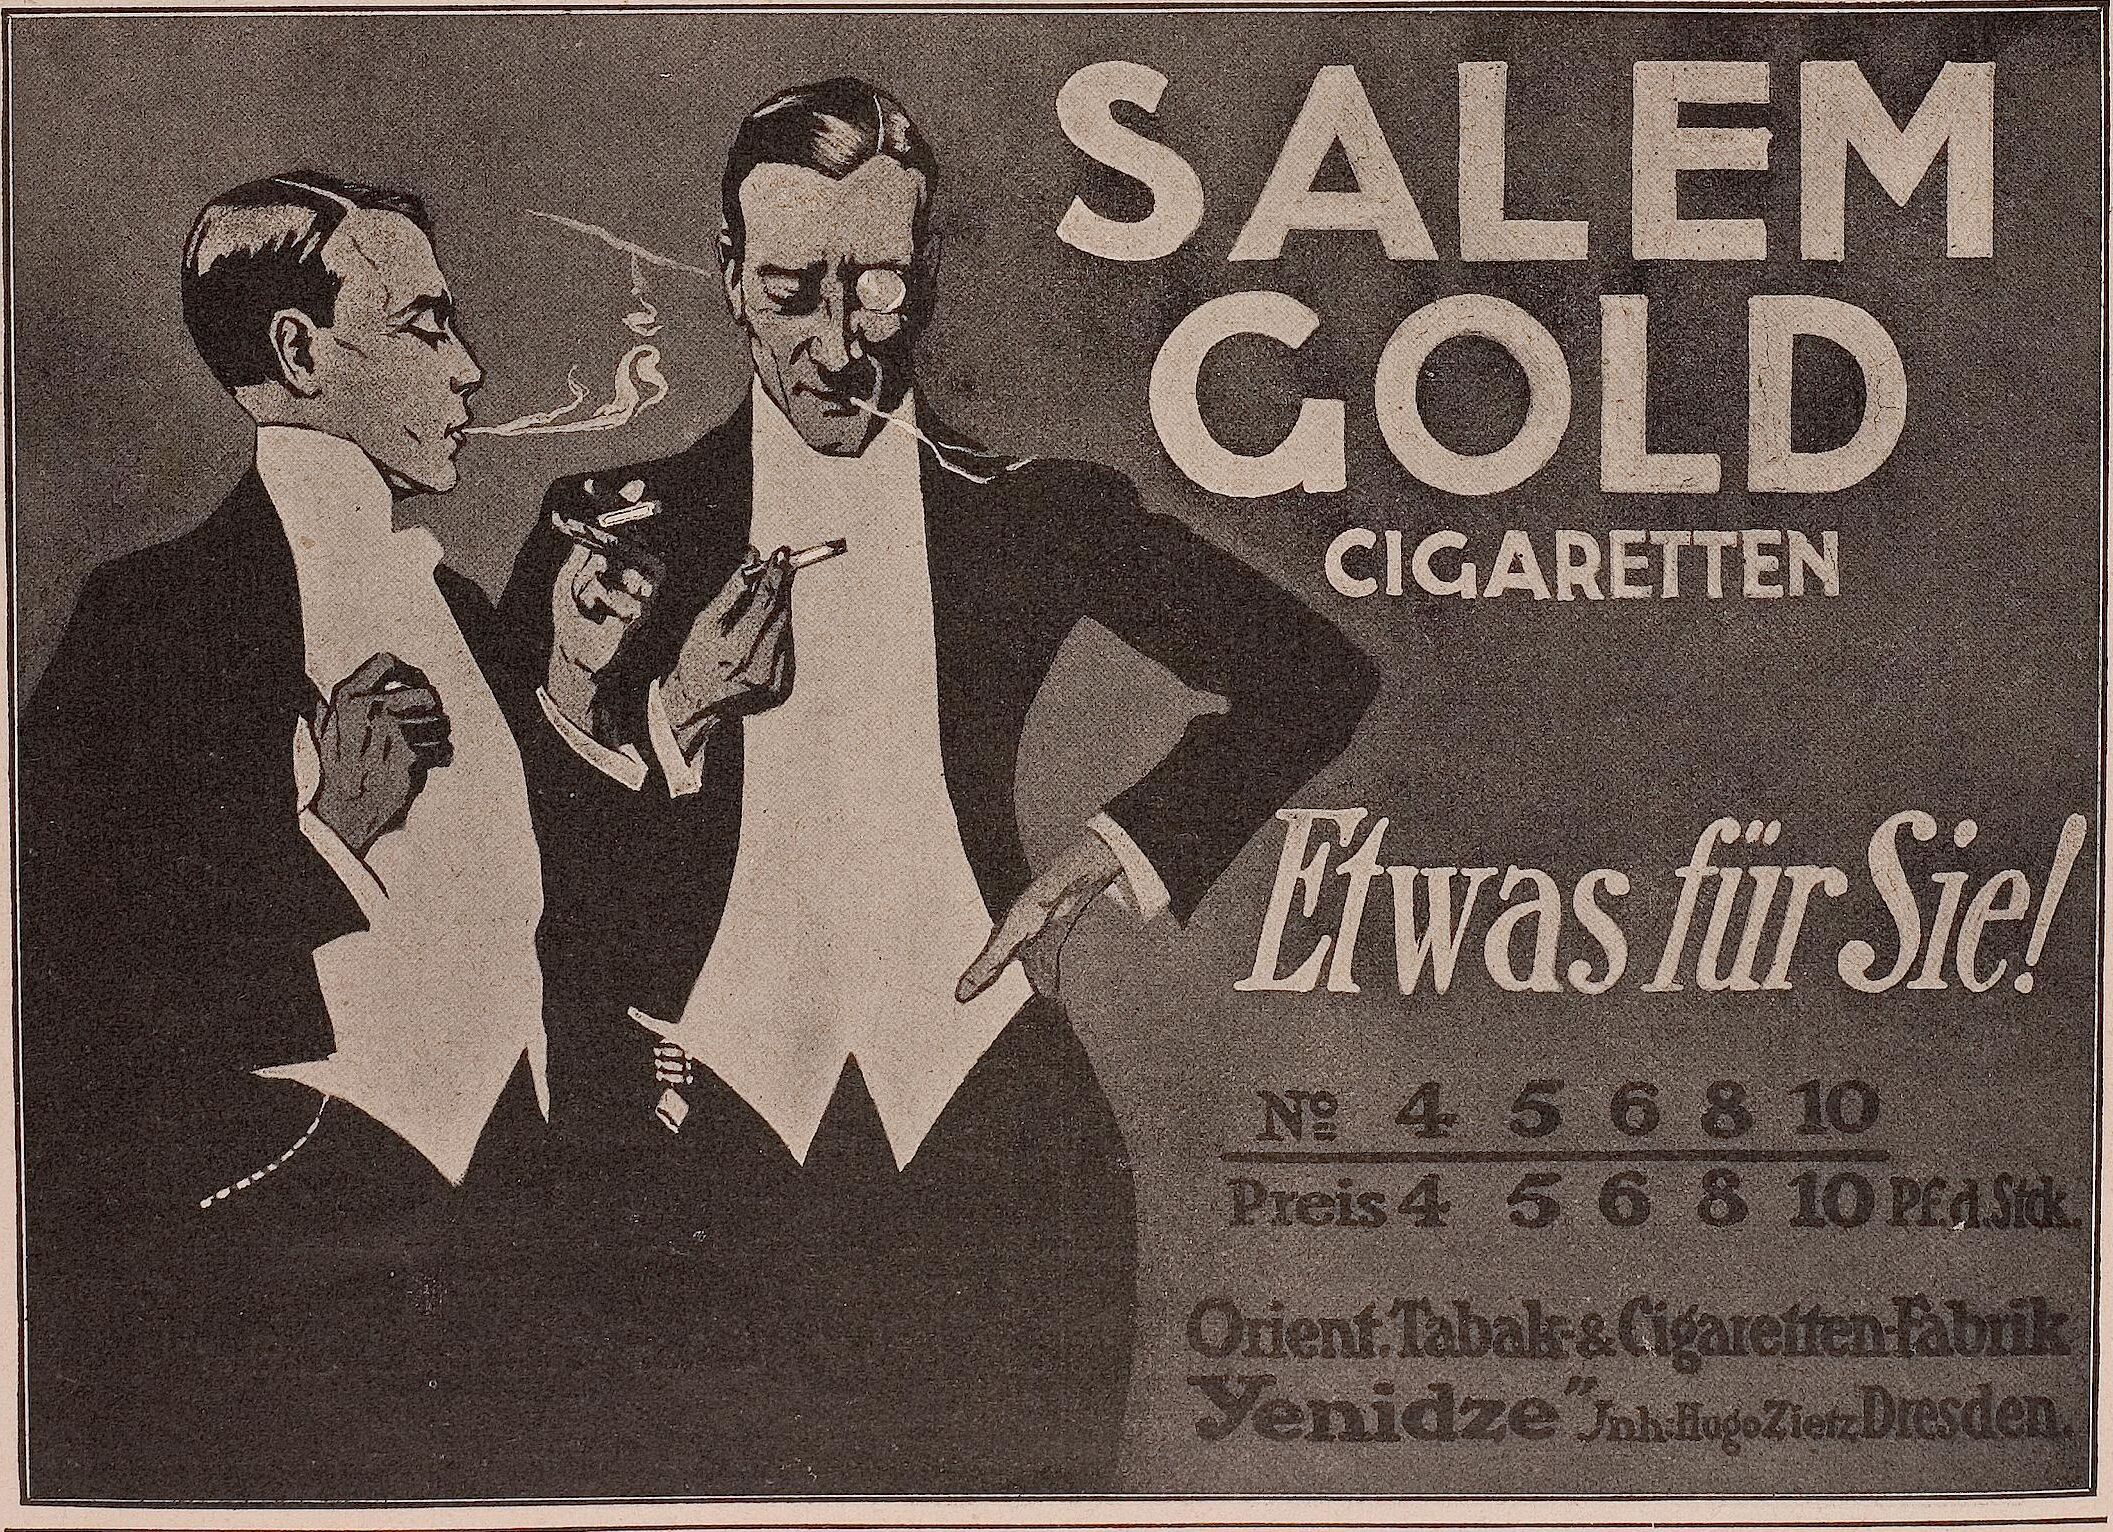 SALEM
GOLD
CIGARETTEN
Etwas für Sie!
No 4 5 6 8 10
Preis 4 5 6 8 10 Pf.d.Stck.
Orient. Tabak-&Cigaretten-Fabrik
Yenidze" Jnh: Hugo Zietz Dresden.